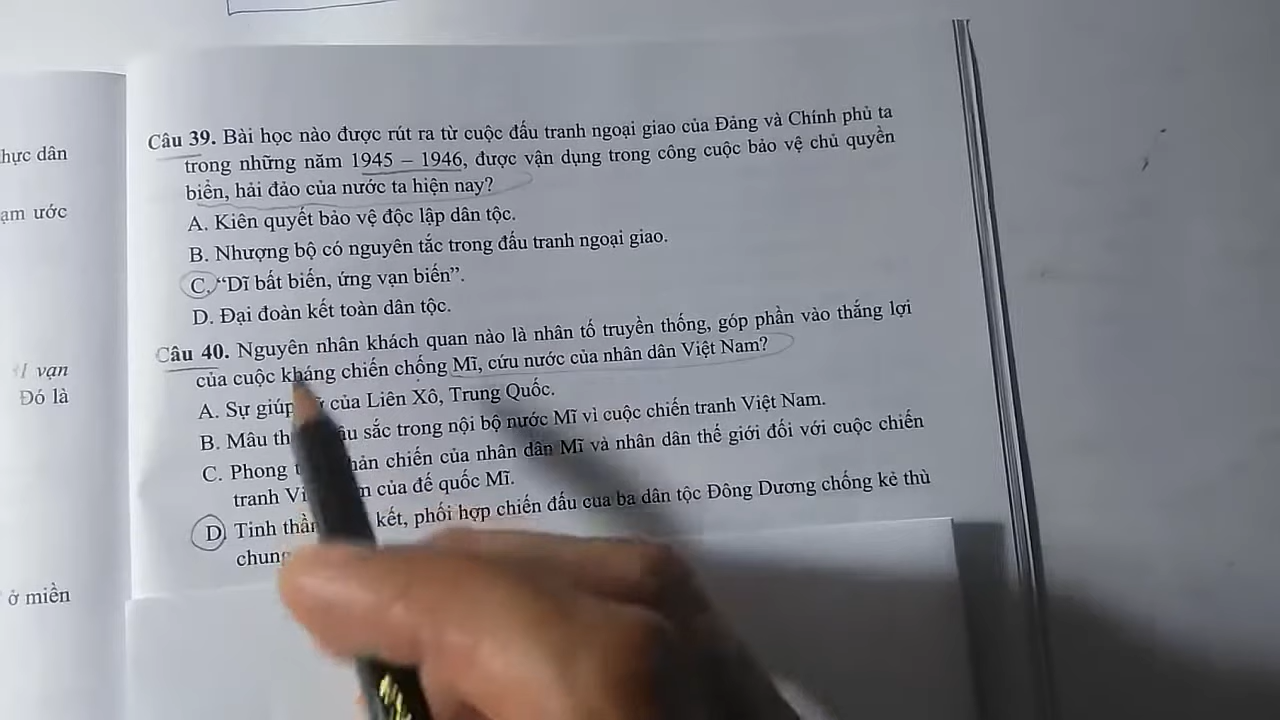 hực dân
ạm ước
I vạn
Đó là
ở miền
Câu 39. Bài học nào được rút ra từ cuộc đấu tranh ngoại giao của Đảng và Chính phủ ta
trong những năm 1945 – 1946, được vận dụng trong công cuộc bảo vệ chủ quyền
biển, hải đảo của nước ta hiện nay?
A. Kiên quyết bảo vệ độc lập dân tộc.
B. Nhượng bộ có nguyên tắc trong đấu tranh ngoại giao.
C. “Dĩ bất biến, ứng vạn biến”.
D. Đại đoàn kết toàn dân tộc.
Câu 40. Nguyên nhân khách quan nào là nhân tố truyền thống, góp phần vào thắng lợi
của cuộc kháng chiến chống Mĩ, cứu nước của nhân dân Việt Nam?
A. Sự giúp của Liên Xô, Trung Quốc.
B. Mâu th sắc trong nội bộ nước Mĩ vì cuộc chiến tranh Việt Nam.
C. Phong chiến của nhân dân Mĩ và nhân dân thế giới đối với cuộc chiến
tranh Vi của đế quốc Mĩ.
D. Tinh thần kết, phối hợp chiến đấu của ba dân tộc Đông Dương chống kẻ thù
chung